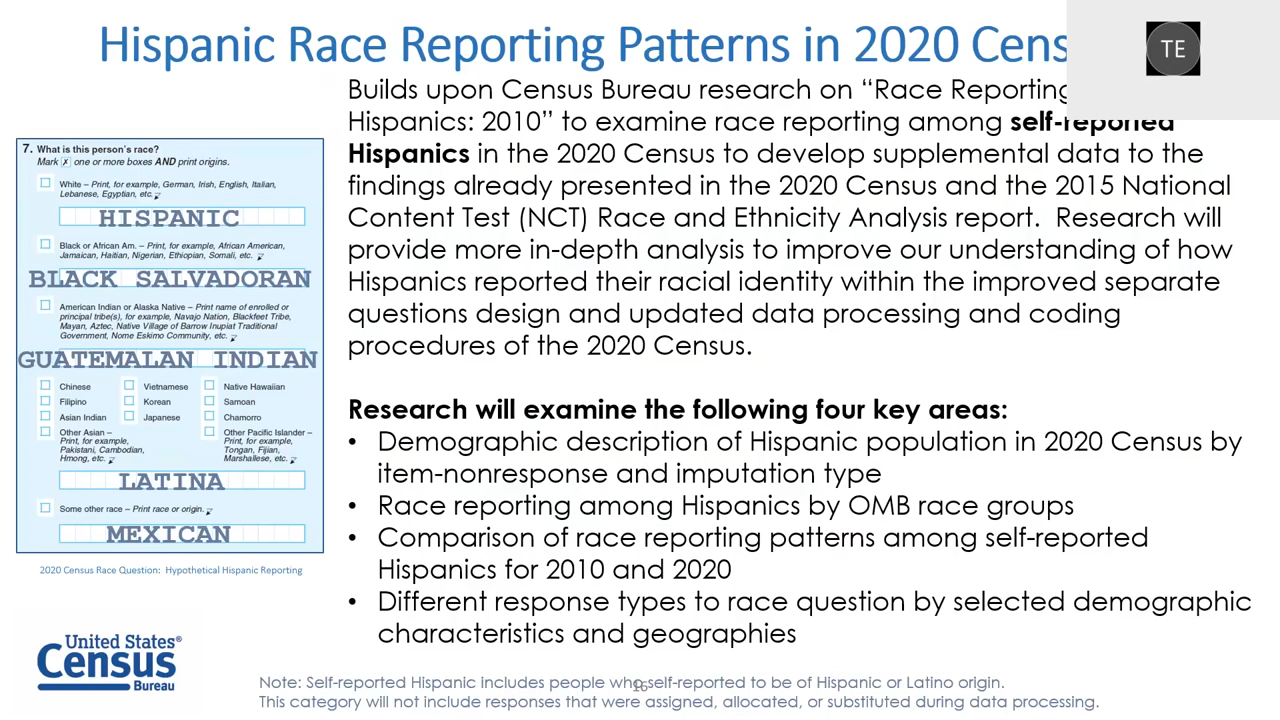 Hispanic Race Reporting Patterns in 2020 Cens
TE
Builds upon Census Bureau research on “Race Reporting
Hispanics: 2010” to examine race reporting among self-reported
Hispanics in the 2020 Census to develop supplemental data to the
findings already presented in the 2020 Census and the 2015 National
Content Test (NCT) Race and Ethnicity Analysis report. Research will
provide more in-depth analysis to improve our understanding of how
Hispanics reported their racial identity within the improved separate
questions design and updated data processing and coding
procedures of the 2020 Census.
Research will examine the following four key areas:
• Demographic description of Hispanic population in 2020 Census by
item-nonresponse and imputation type
• Race reporting among Hispanics by OMB race groups
• Comparison of race reporting patterns among self-reported
Hispanics for 2010 and 2020
• Different response types to race question by selected demographic
characteristics and geographies
7. What is this person's race?
Mark ☒ one or more boxes AND print origins.
White – Print, for example, German, Irish, English, Italian,
Lebanese, Egyptian, etc.
HISPANIC
Black or African Am. – Print, for example, African American,
Jamaican, Haitian, Nigerian, Ethiopian, Somali, etc.
BLACK SALVADORAN
American Indian or Alaska Native – Print name of enrolled or
principal tribe(s), for example, Navajo Nation, Blackfeet Tribe,
Mayan, Aztec, Native Village of Barrow Inupiat Traditional
Government, Nome Eskimo Community, etc.
GUATEMALAN INDIAN
Chinese
Vietnamese
Native Hawaiian
Filipino
Korean
Samoan
Asian Indian
Japanese
Chamorro
Other Asian –
Print, for example,
Pakistani, Cambodian,
Hmong, etc.
Other Pacific Islander –
Print, for example,
Tongan, Fijian,
Marshallese, etc.
LATINA
Some other race – Print race or origin.
MEXICAN
2020 Census Race Question: Hypothetical Hispanic Reporting
United States®
Census
Bureau
Note: Self-reported Hispanic includes people who self-reported to be of Hispanic or Latino origin.
This category will not include responses that were assigned, allocated, or substituted during data processing.